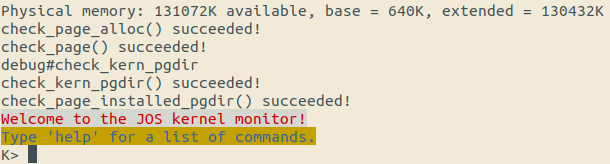 Physical memory: 131072K available, base = 640K, extended = 130432K
check_page_alloc() succeeded!
check_page() succeeded!
debug#check_kern_pgdir
check_kern_pgdir() succeeded!
check_page_installed_pgdir() succeeded!
Welcome to the JOS kernel monitor!
Type 'help' for a list of commands.
K>